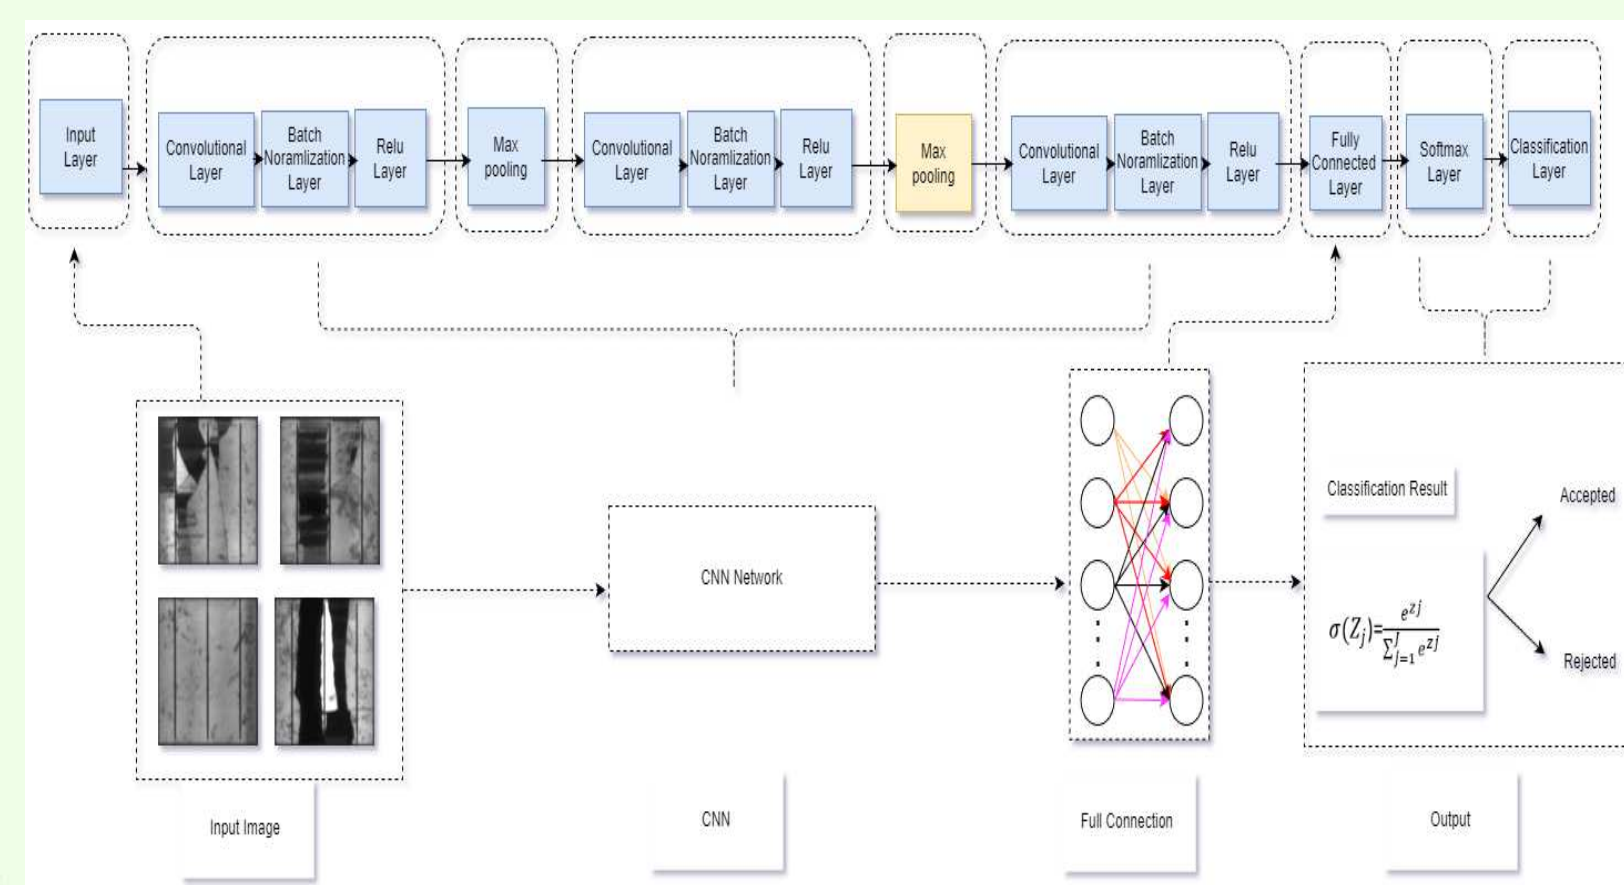 Input
Layer
Convolutional
Layer
Batch
Noramlization
Layer
Relu
Layer
Max
pooling
Convolutional
Layer
Batch
Noramlization
Layer
Relu
Layer
Max
pooling
Convolutional
Layer
Batch
Noramlization
Layer
Relu
Layer
Fully
Connected
Layer
Softmax
Layer
Classification
Layer
CNN Network
Classification Result
σ(Z_j)=e^{zj}/∑_{j=1}^{J} e^{zj}
Accepted
Rejected
Input Image
CNN
Full Connection
Output